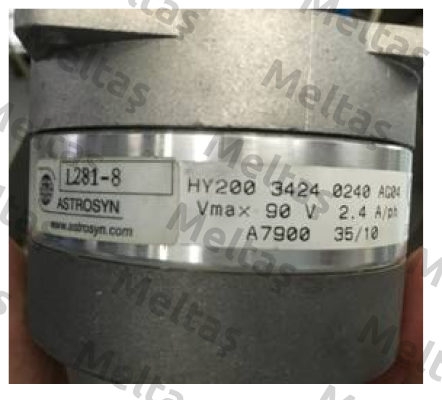 L281-8
ASTROSYN
www.astrosyn.com
HY200 3424 0240 AG04
Vmax 90 V 2.4 A/ph
A7900 35/10
Meltaş